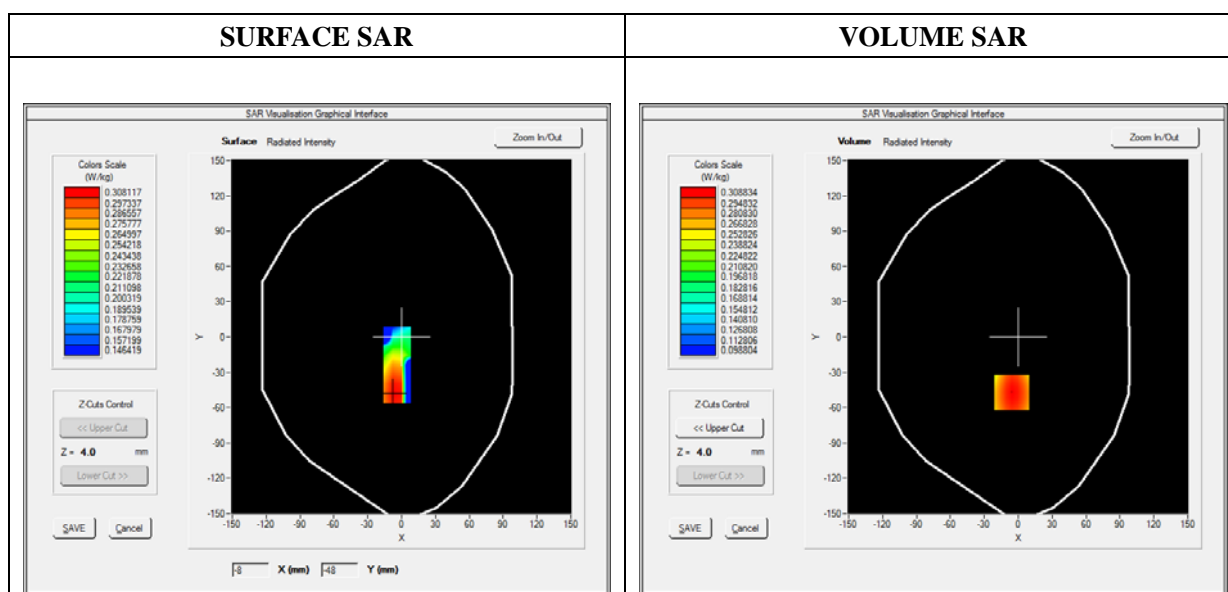 SURFACE SAR
VOLUME SAR
SAR Visualisation Graphical Interface
Surface Radiated Intensity
Zoom In/Out
Colors Scale
(W/kg)
0.308117
0.297337
0.286557
0.275777
0.264997
0.254218
0.243438
0.232658
0.221878
0.211098
0.200319
0.189539
0.178759
0.167979
0.157199
0.146419
150
120
90
60
30
0
-30
-60
-90
-120
-150
Y
-150 -120 -90 -60 -30 0 30 60 90 120 150
X
Z-Cuts Control
<< Upper Cut
Z = 4.0 mm
Lower Cut >>
SAVE Cancel
-8 X (mm) -48 Y (mm)
SAR Visualisation Graphical Interface
Volume Radiated Intensity
Zoom In/Out
Colors Scale
(W/kg)
0.308834
0.294832
0.280830
0.266828
0.252826
0.238824
0.224822
0.210820
0.196818
0.182816
0.168814
0.154812
0.140810
0.126808
0.112806
0.098804
150
120
90
60
30
0
-30
-60
-90
-120
-150
Y
-150 -120 -90 -60 -30 0 30 60 90 120 150
X
Z-Cuts Control
<< Upper Cut
Z = 4.0 mm
Lower Cut >>
SAVE Cancel